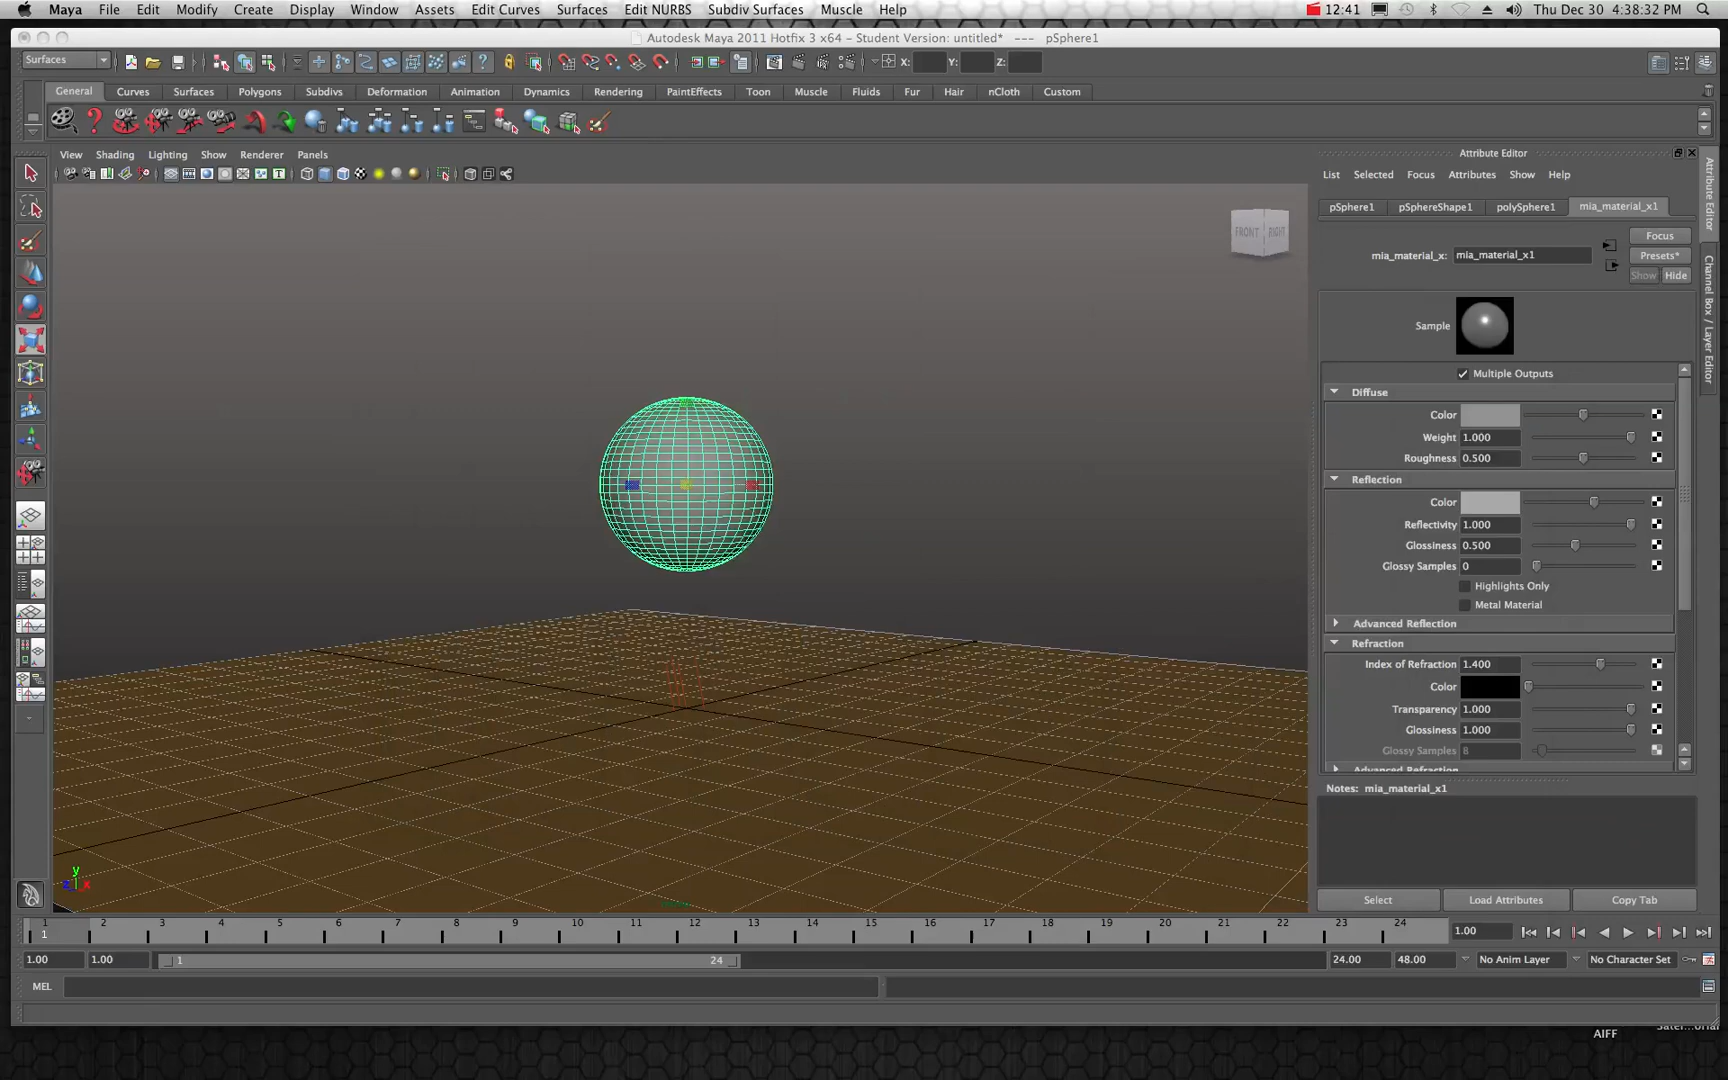 Maya File Edit Modify Create Display Window Assets Edit Curves Surfaces Edit NURBS Subdiv Surfaces Muscle Help 12:41 Thu Dec 30 4:38:32 PM
Autodesk Maya 2011 Hotfix 3 x64 - Student Version: untitled* --- pSphere1
Surfaces X: Y: Z:
General Curves Surfaces Polygons Subdivs Deformation Animation Dynamics Rendering PaintEffects Toon Muscle Fluids Fur Hair nCloth Custom
View Shading Lighting Show Renderer Panels
FRONT RIGHT
Attribute Editor
List Selected Focus Attributes Show Help
pSphere1 pSphereShape1 polySphere1 mia_material_x1
Focus
mia_material_x: mia_material_x1 Presets*
Show Hide
Sample
Multiple Outputs
Diffuse
Color
Weight 1.000
Roughness 0.500
Reflection
Color
Reflectivity 1.000
Glossiness 0.500
Glossy Samples 0
Highlights Only
Metal Material
Advanced Reflection
Refraction
Index of Refraction 1.400
Color
Transparency 1.000
Glossiness 1.000
Glossy Samples 8
Advanced Refraction
Notes: mia_material_x1
Select Load Attributes Copy Tab
Attribute Editor
Channel Box / Layer Editor
y
z x
1 2 3 4 5 6 7 8 9 10 11 12 13 14 15 16 17 18 19 20 21 22 23 24
1 1.00
1.00 1.00 1 24 24.00 48.00 No Anim Layer No Character Set
MEL
AIFF